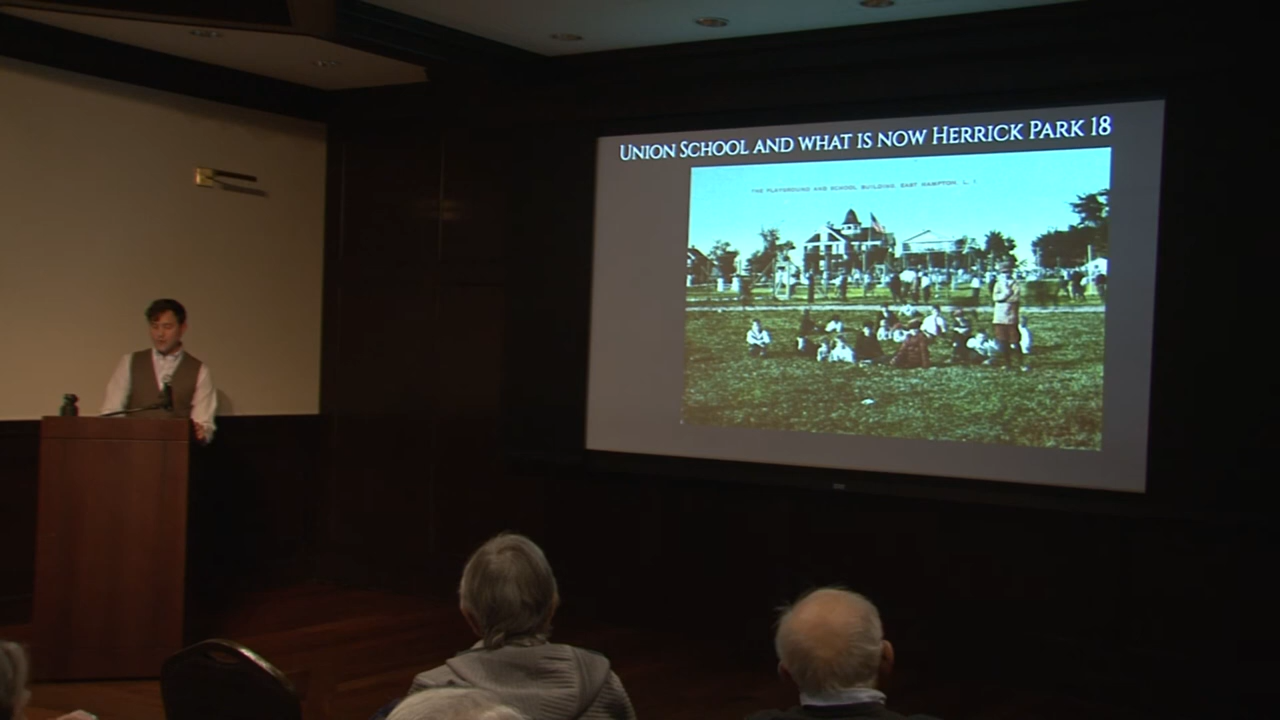 Union School and what is now Herrick Park 18
THE PLAYGROUND AND SCHOOL BUILDING, EAST HAMPTON, L. I